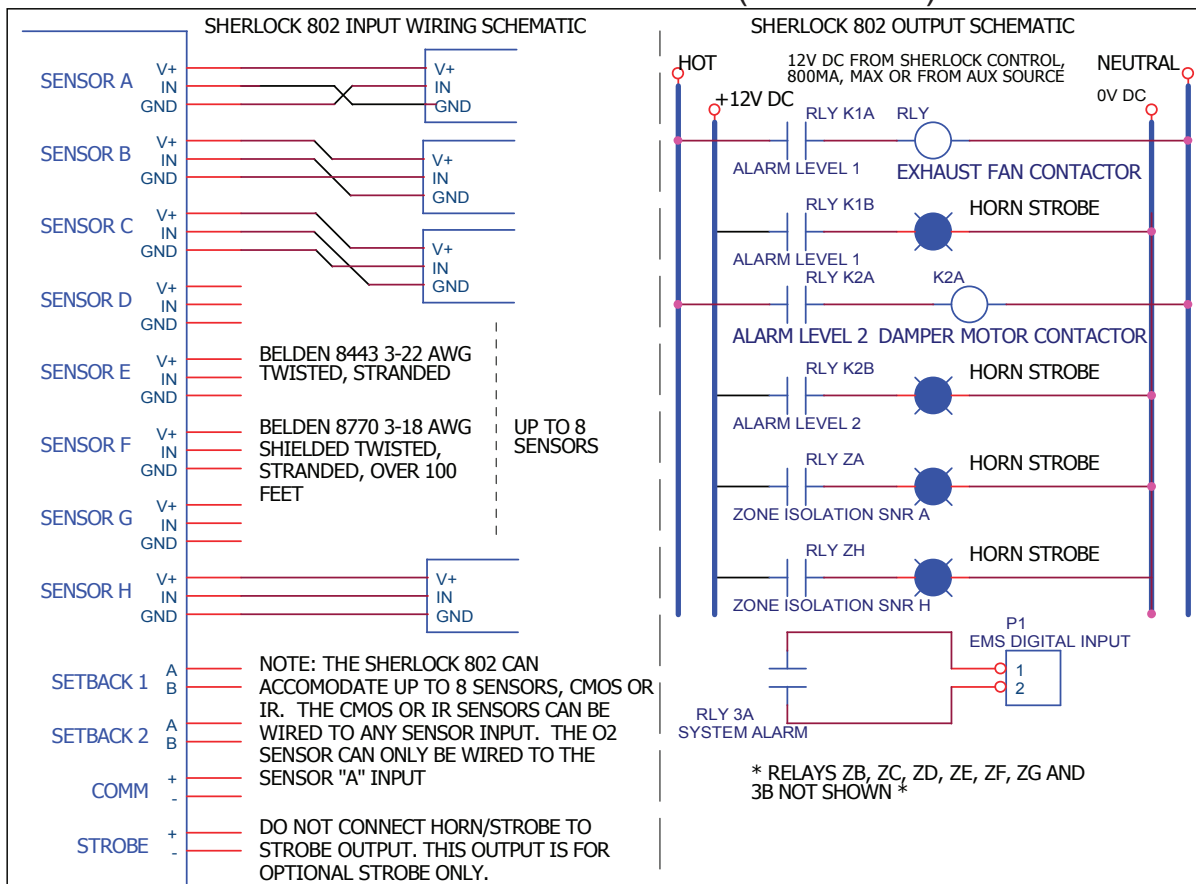 SHERLOCK 802 INPUT WIRING SCHEMATIC
SENSOR A
V+
IN
GND
V+
IN
GND
SENSOR B
V+
IN
GND
V+
IN
GND
SENSOR C
V+
IN
GND
V+
IN
GND
SENSOR D
V+
IN
GND
SENSOR E
V+
IN
GND
BELDEN 8443 3-22 AWG
TWISTED, STRANDED
SENSOR F
V+
IN
GND
BELDEN 8770 3-18 AWG
SHIELDED TWISTED,
STRANDED, OVER 100
FEET
UP TO 8
SENSORS
SENSOR G
V+
IN
GND
SENSOR H
V+
IN
GND
V+
IN
GND
SETBACK 1
A
B
SETBACK 2
A
B
COMM
+
-
STROBE
+
-
NOTE: THE SHERLOCK 802 CAN
ACCOMODATE UP TO 8 SENSORS, CMOS OR
IR. THE CMOS OR IR SENSORS CAN BE
WIRED TO ANY SENSOR INPUT. THE O2
SENSOR CAN ONLY BE WIRED TO THE
SENSOR "A" INPUT
DO NOT CONNECT HORN/STROBE TO
STROBE OUTPUT. THIS OUTPUT IS FOR
OPTIONAL STROBE ONLY.
SHERLOCK 802 OUTPUT SCHEMATIC
HOT
12V DC FROM SHERLOCK CONTROL,
800MA, MAX OR FROM AUX SOURCE
NEUTRAL
+12V DC
0V DC
RLY K1A
RLY
ALARM LEVEL 1
EXHAUST FAN CONTACTOR
RLY K1B
HORN STROBE
ALARM LEVEL 1
RLY K2A
K2A
ALARM LEVEL 2
DAMPER MOTOR CONTACTOR
RLY K2B
HORN STROBE
ALARM LEVEL 2
RLY ZA
HORN STROBE
ZONE ISOLATION SNR A
RLY ZH
HORN STROBE
ZONE ISOLATION SNR H
P1
EMS DIGITAL INPUT
1
2
RLY 3A
SYSTEM ALARM
* RELAYS ZB, ZC, ZD, ZE, ZF, ZG AND
3B NOT SHOWN *